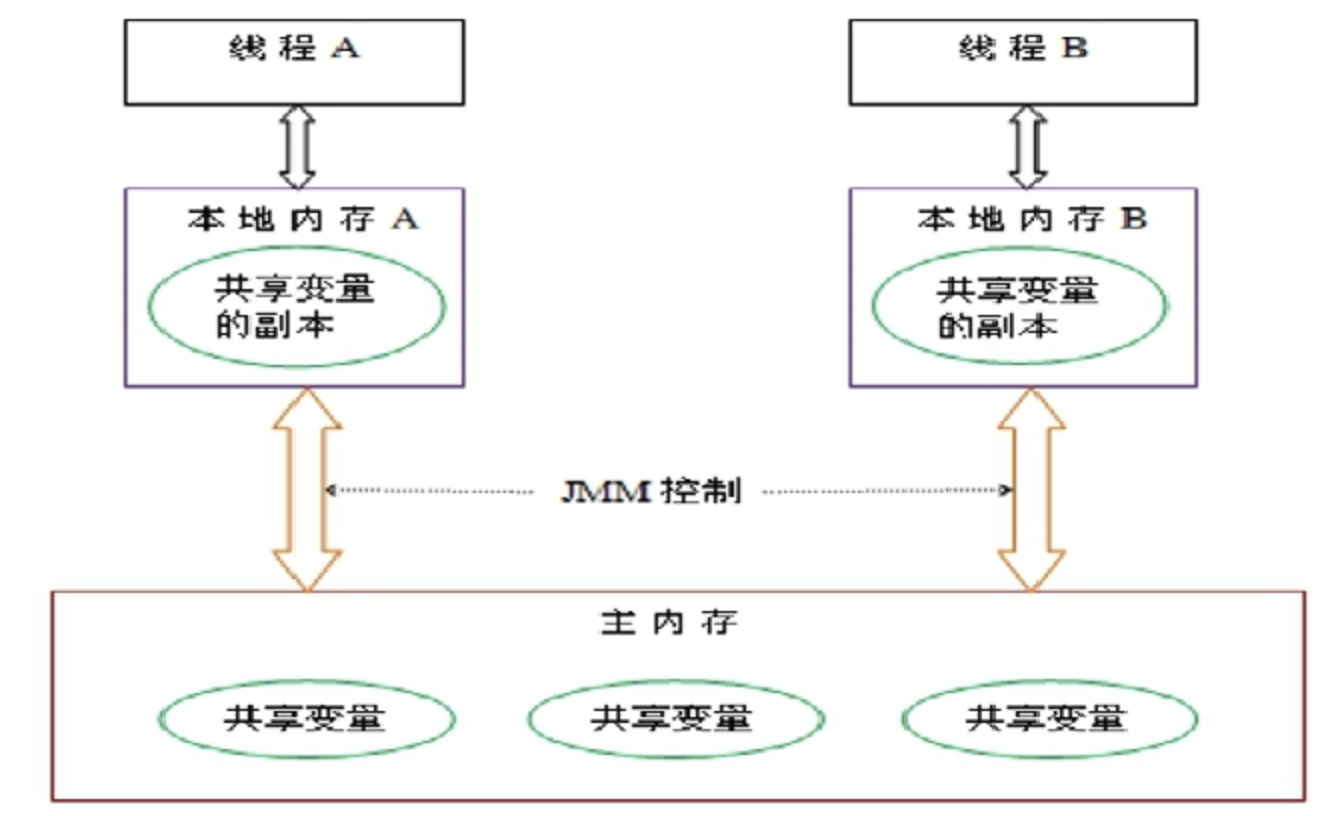 线程 A
线程 B
本地内存 A
本地内存 B
共享变量
的副本
共享变量
的副本
JMM 控制
主内存
共享变量
共享变量
共享变量